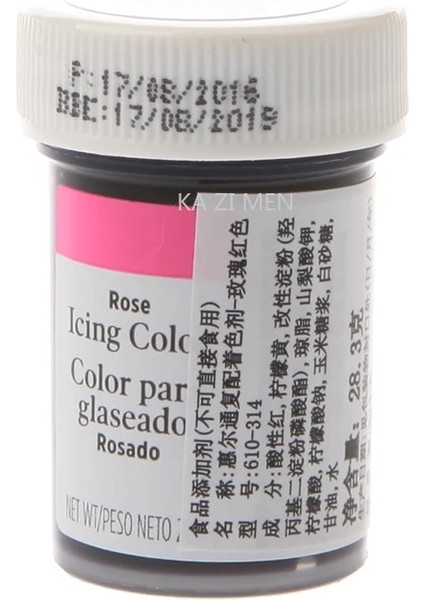 P:17/08/2016
BBE:17/08/2019
KA ZI MEN
Rose
Icing Colo
Color par
glaseado
Rosado
NET WT/PESO NETO 2
食品添加剂(不可直接食用)
名 称:惠尔通复配着色剂-玫瑰红色
型 号:610-314
成 分:酸性红,柠檬黄,改性淀粉(羟
丙基二淀粉磷酸酯),琼脂,山梨酸钾,
柠檬酸,柠檬酸钠,玉米糖浆,白砂糖,
甘油,水
净含量: 28.3克